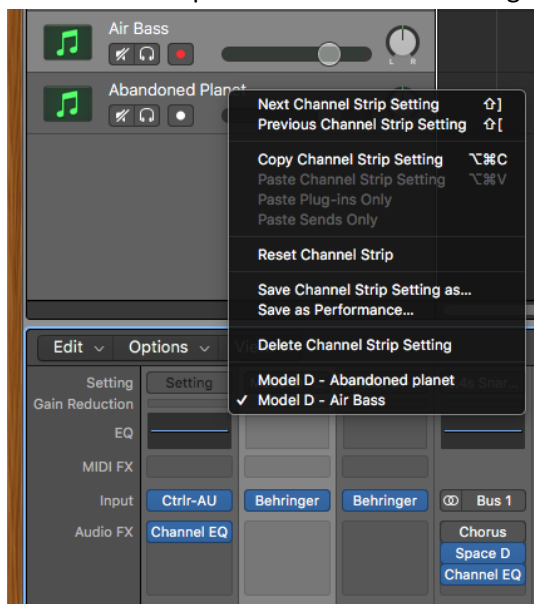 Air Bass
L R
Abandoned Planet
Next Channel Strip Setting ⇧]
Previous Channel Strip Setting ⇧[
Copy Channel Strip Setting ⌥⌘C
Paste Channel Strip Setting ⌥⌘V
Paste Plug-ins Only
Paste Sends Only
Reset Channel Strip
Save Channel Strip Setting as...
Save as Performance...
Delete Channel Strip Setting
Model D - Abandoned planet
✓ Model D - Air Bass
Edit Options
Setting Setting
Gain Reduction
EQ
MIDI FX
Input Ctrlr-AU Behringer Behringer Bus 1
Audio FX Channel EQ Chorus
Space D
Channel EQ